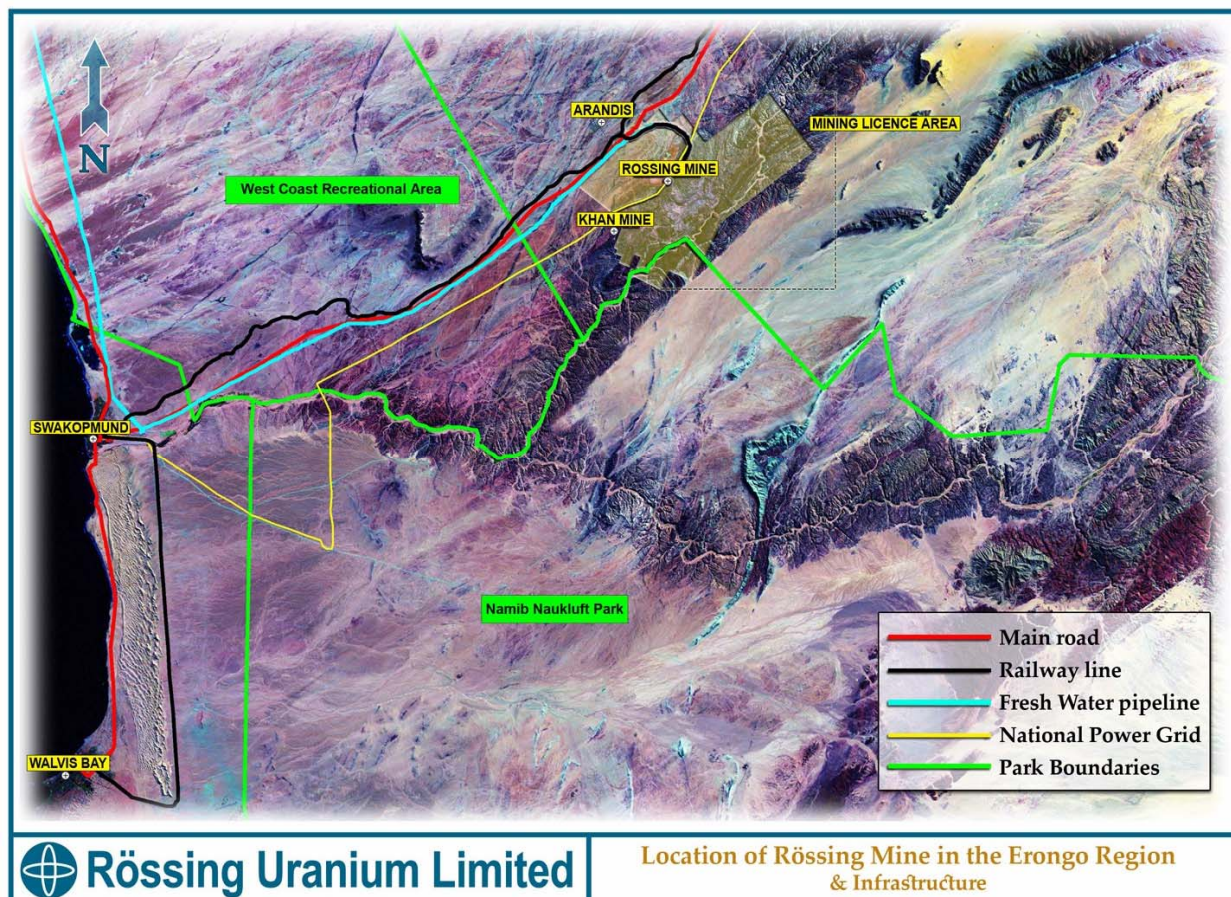 N
ARANDIS
MINING LICENCE AREA
ROSSING MINE
West Coast Recreational Area
KHAN MINE
SWAKOPMUND
Namib Naukluft Park
WALVIS BAY
Main road
Railway line
Fresh Water pipeline
National Power Grid
Park Boundaries
Rössing Uranium Limited
Location of Rössing Mine in the Erongo Region
& Infrastructure